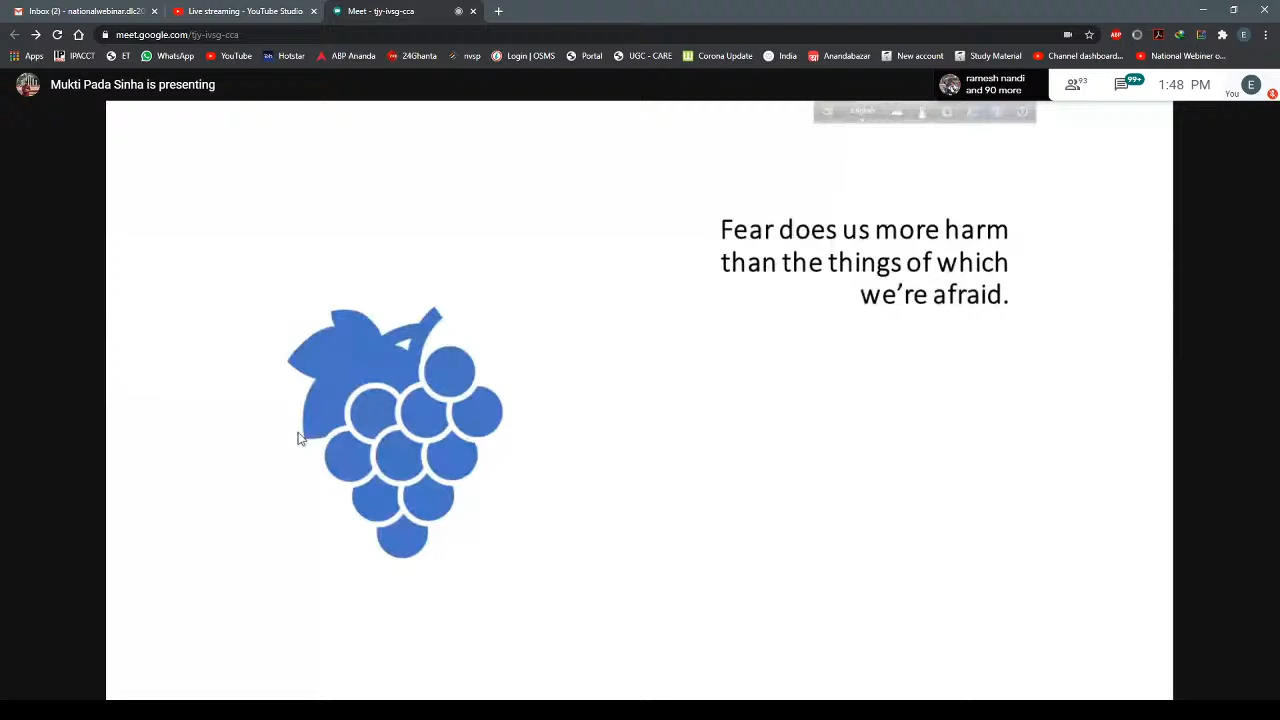 Inbox (2) - nationalwebinar.dlc20
Live streaming - YouTube Studio
Meet - tjy-ivsg-cca
meet.google.com/tjy-ivsg-cca
Apps
IPACCT
ET
WhatsApp
YouTube
Hotstar
ABP Ananda
24Ghanta
nvsp
Login | OSMS
Portal
UGC - CARE
Corona Update
India
Anandabazar
New account
Study Material
Channel dashboard...
National Webinar o...
Mukti Pada Sinha is presenting
ramesh nandi
and 90 more
93
99+
1:48 PM
You
E
English
Fear does us more harm
than the things of which
we’re afraid.